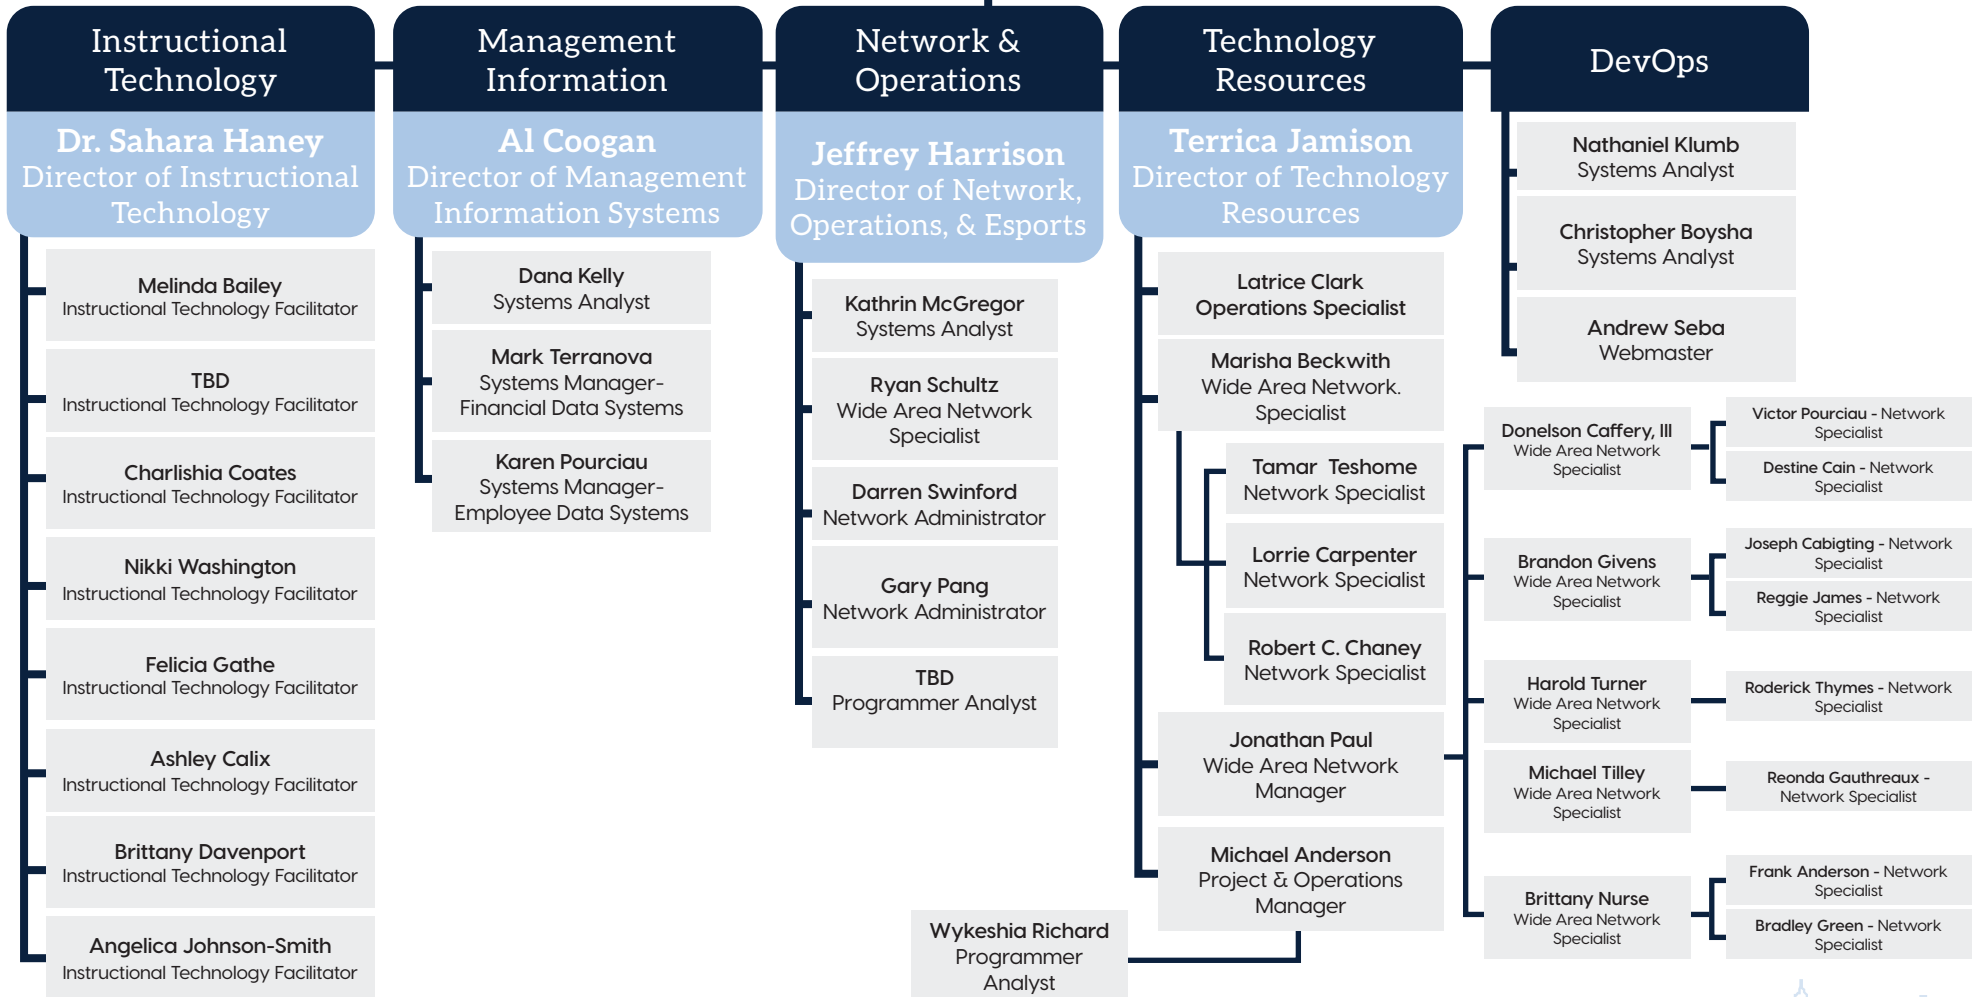 Instructional
Technology
Dr. Sahara Haney
Director of Instructional
Technology
Melinda Bailey
Instructional Technology Facilitator
TBD
Instructional Technology Facilitator
Charlishia Coates
Instructional Technology Facilitator
Nikki Washington
Instructional Technology Facilitator
Felicia Gathe
Instructional Technology Facilitator
Ashley Calix
Instructional Technology Facilitator
Brittany Davenport
Instructional Technology Facilitator
Angelica Johnson-Smith
Instructional Technology Facilitator
Management
Information
Al Coogan
Director of Management
Information Systems
Dana Kelly
Systems Analyst
Mark Terranova
Systems Manager-
Financial Data Systems
Karen Pourciau
Systems Manager-
Employee Data Systems
Network &
Operations
Jeffrey Harrison
Director of Network,
Operations, & Esports
Kathrin McGregor
Systems Analyst
Ryan Schultz
Wide Area Network
Specialist
Darren Swinford
Network Administrator
Gary Pang
Network Administrator
TBD
Programmer Analyst
Technology
Resources
Terrica Jamison
Director of Technology
Resources
Latrice Clark
Operations Specialist
Marisha Beckwith
Wide Area Network.
Specialist
Tamar Teshome
Network Specialist
Lorrie Carpenter
Network Specialist
Robert C. Chaney
Network Specialist
Jonathan Paul
Wide Area Network
Manager
Michael Anderson
Project & Operations
Manager
Wykeshia Richard
Programmer
Analyst
Donelson Caffery, III
Wide Area Network
Specialist
Victor Pourciau - Network
Specialist
Destine Cain - Network
Specialist
Brandon Givens
Wide Area Network
Specialist
Joseph Cabigting - Network
Specialist
Reggie James - Network
Specialist
Harold Turner
Wide Area Network
Specialist
Roderick Thymes - Network
Specialist
Michael Tilley
Wide Area Network
Specialist
Reonda Gauthreaux -
Network Specialist
Brittany Nurse
Wide Area Network
Specialist
Frank Anderson - Network
Specialist
Bradley Green - Network
Specialist
DevOps
Nathaniel Klumb
Systems Analyst
Christopher Boysha
Systems Analyst
Andrew Seba
Webmaster